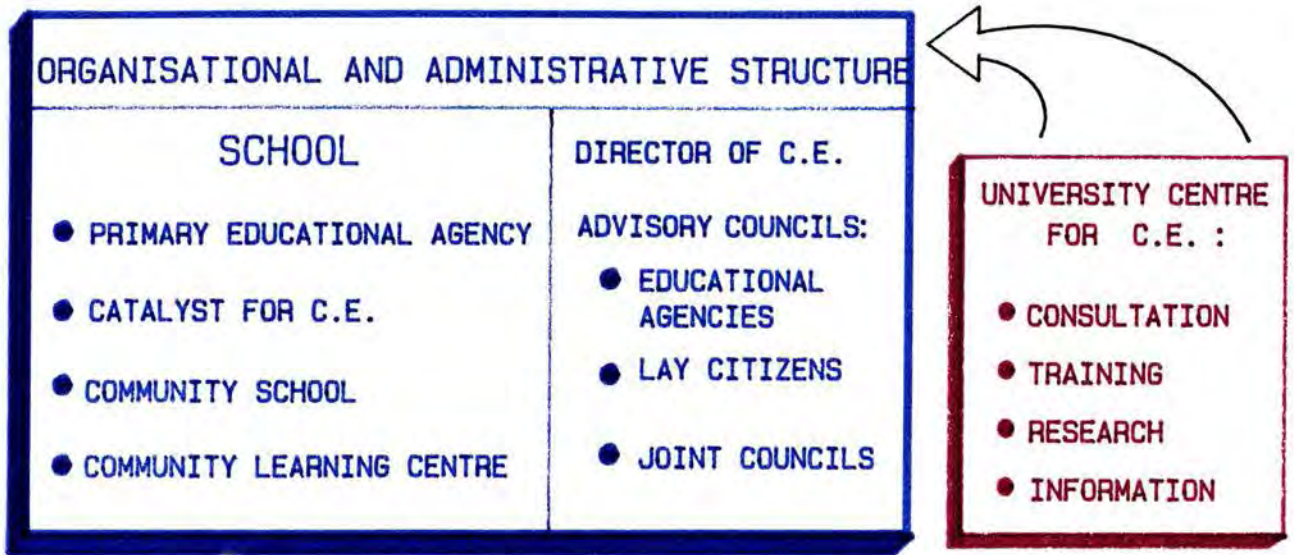 ORGANISATIONAL AND ADMINISTRATIVE STRUCTURE
SCHOOL
● PRIMARY EDUCATIONAL AGENCY
● CATALYST FOR C.E.
● COMMUNITY SCHOOL
● COMMUNITY LEARNING CENTRE
DIRECTOR OF C.E.
ADVISORY COUNCILS:
● EDUCATIONAL
AGENCIES
● LAY CITIZENS
● JOINT COUNCILS
UNIVERSITY CENTRE
FOR C.E. :
● CONSULTATION
● TRAINING
● RESEARCH
● INFORMATION